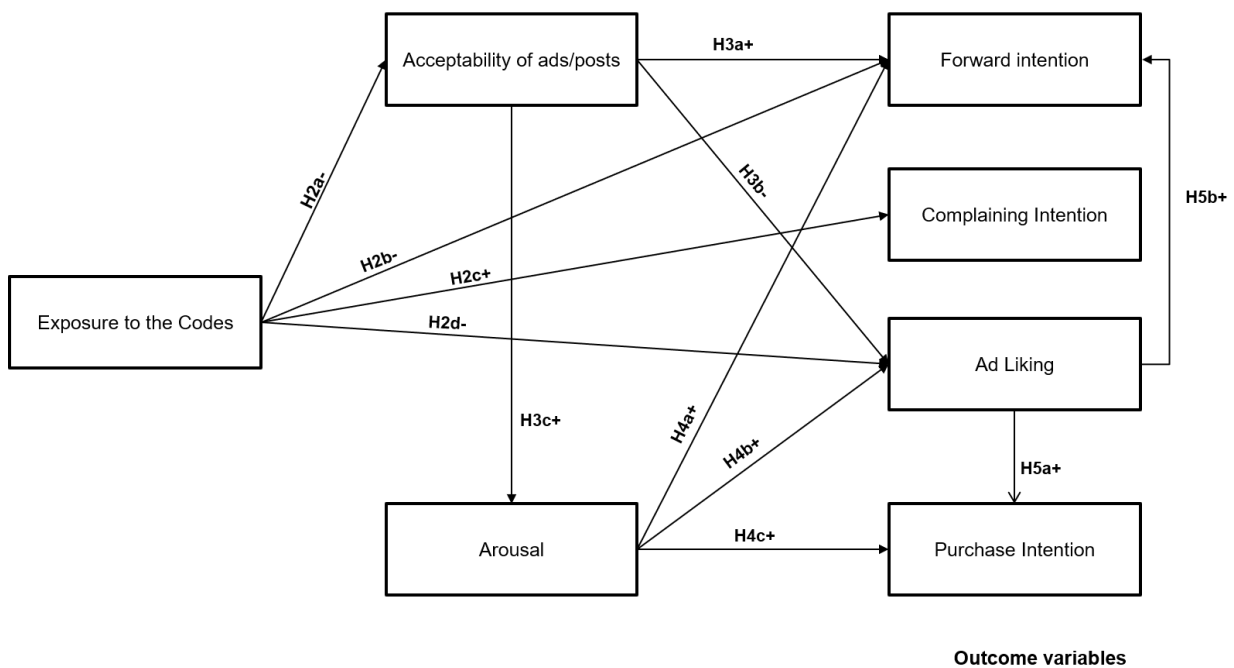 H3a+
Acceptability of ads/posts
Forward intention
H2a-
H3b-
H5b+
Complaining Intention
H2b-
H2c+
Exposure to the Codes
H2d-
Ad Liking
H3c+
H4a+
H4b+
H5a+
Arousal
H4c+
Purchase Intention
Outcome variables